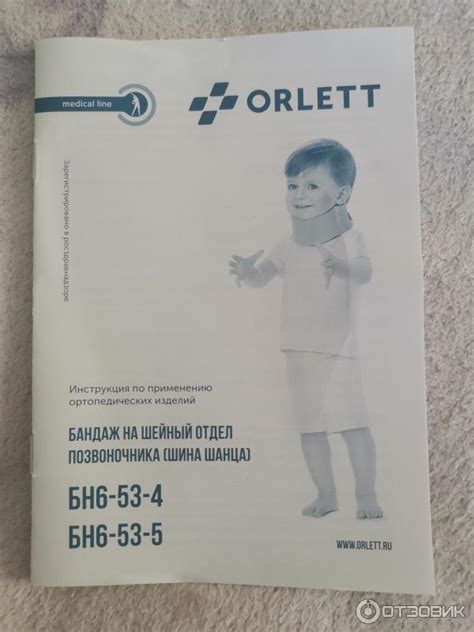 medical line
ORLETT
Зарегистрировано в росздравнадзоре
Инструкция по применению
ортопедических изделий
БАНДАЖ НА ШЕЙНЫЙ ОТДЕЛ
ПОЗВОНОЧНИКА (ШИНА ШАНЦА)
БН6-53-4
БН6-53-5
WWW.ORLETT.RU
ОТЗОВИК